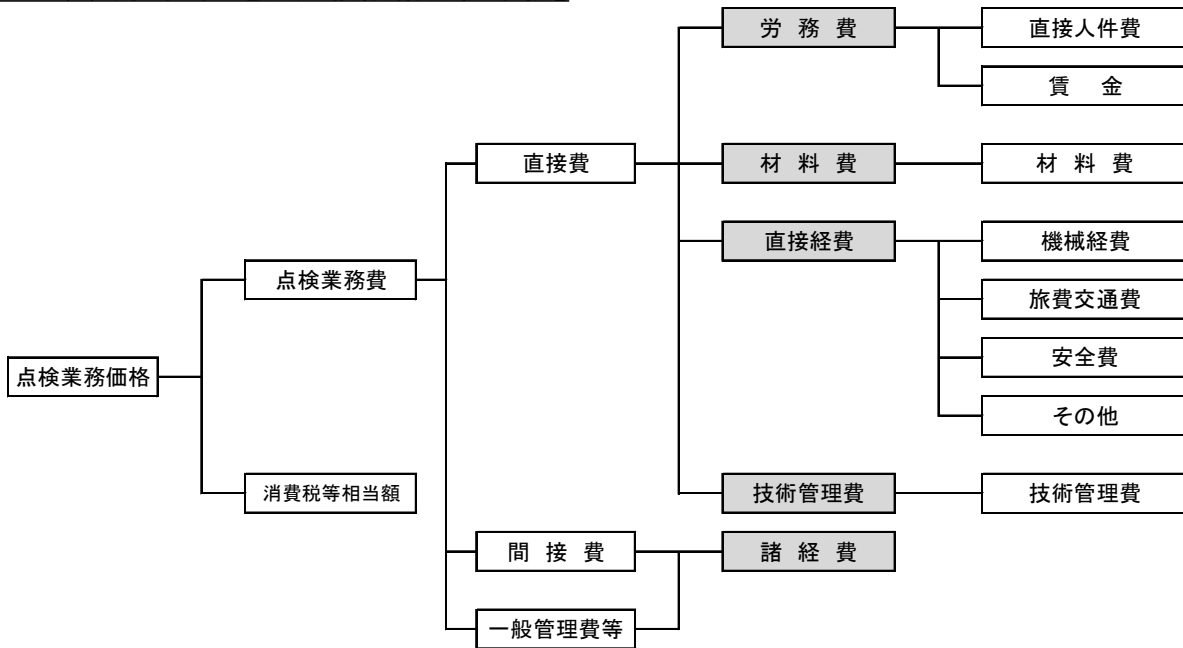 労 務 費
直接人件費
賃 金
直接費
材 料 費
材 料 費
直接経費
機械経費
点検業務費
旅費交通費
安全費
点検業務価格
その他
消費税等相当額
技術管理費
技術管理費
間 接 費
諸 経 費
一般管理費等